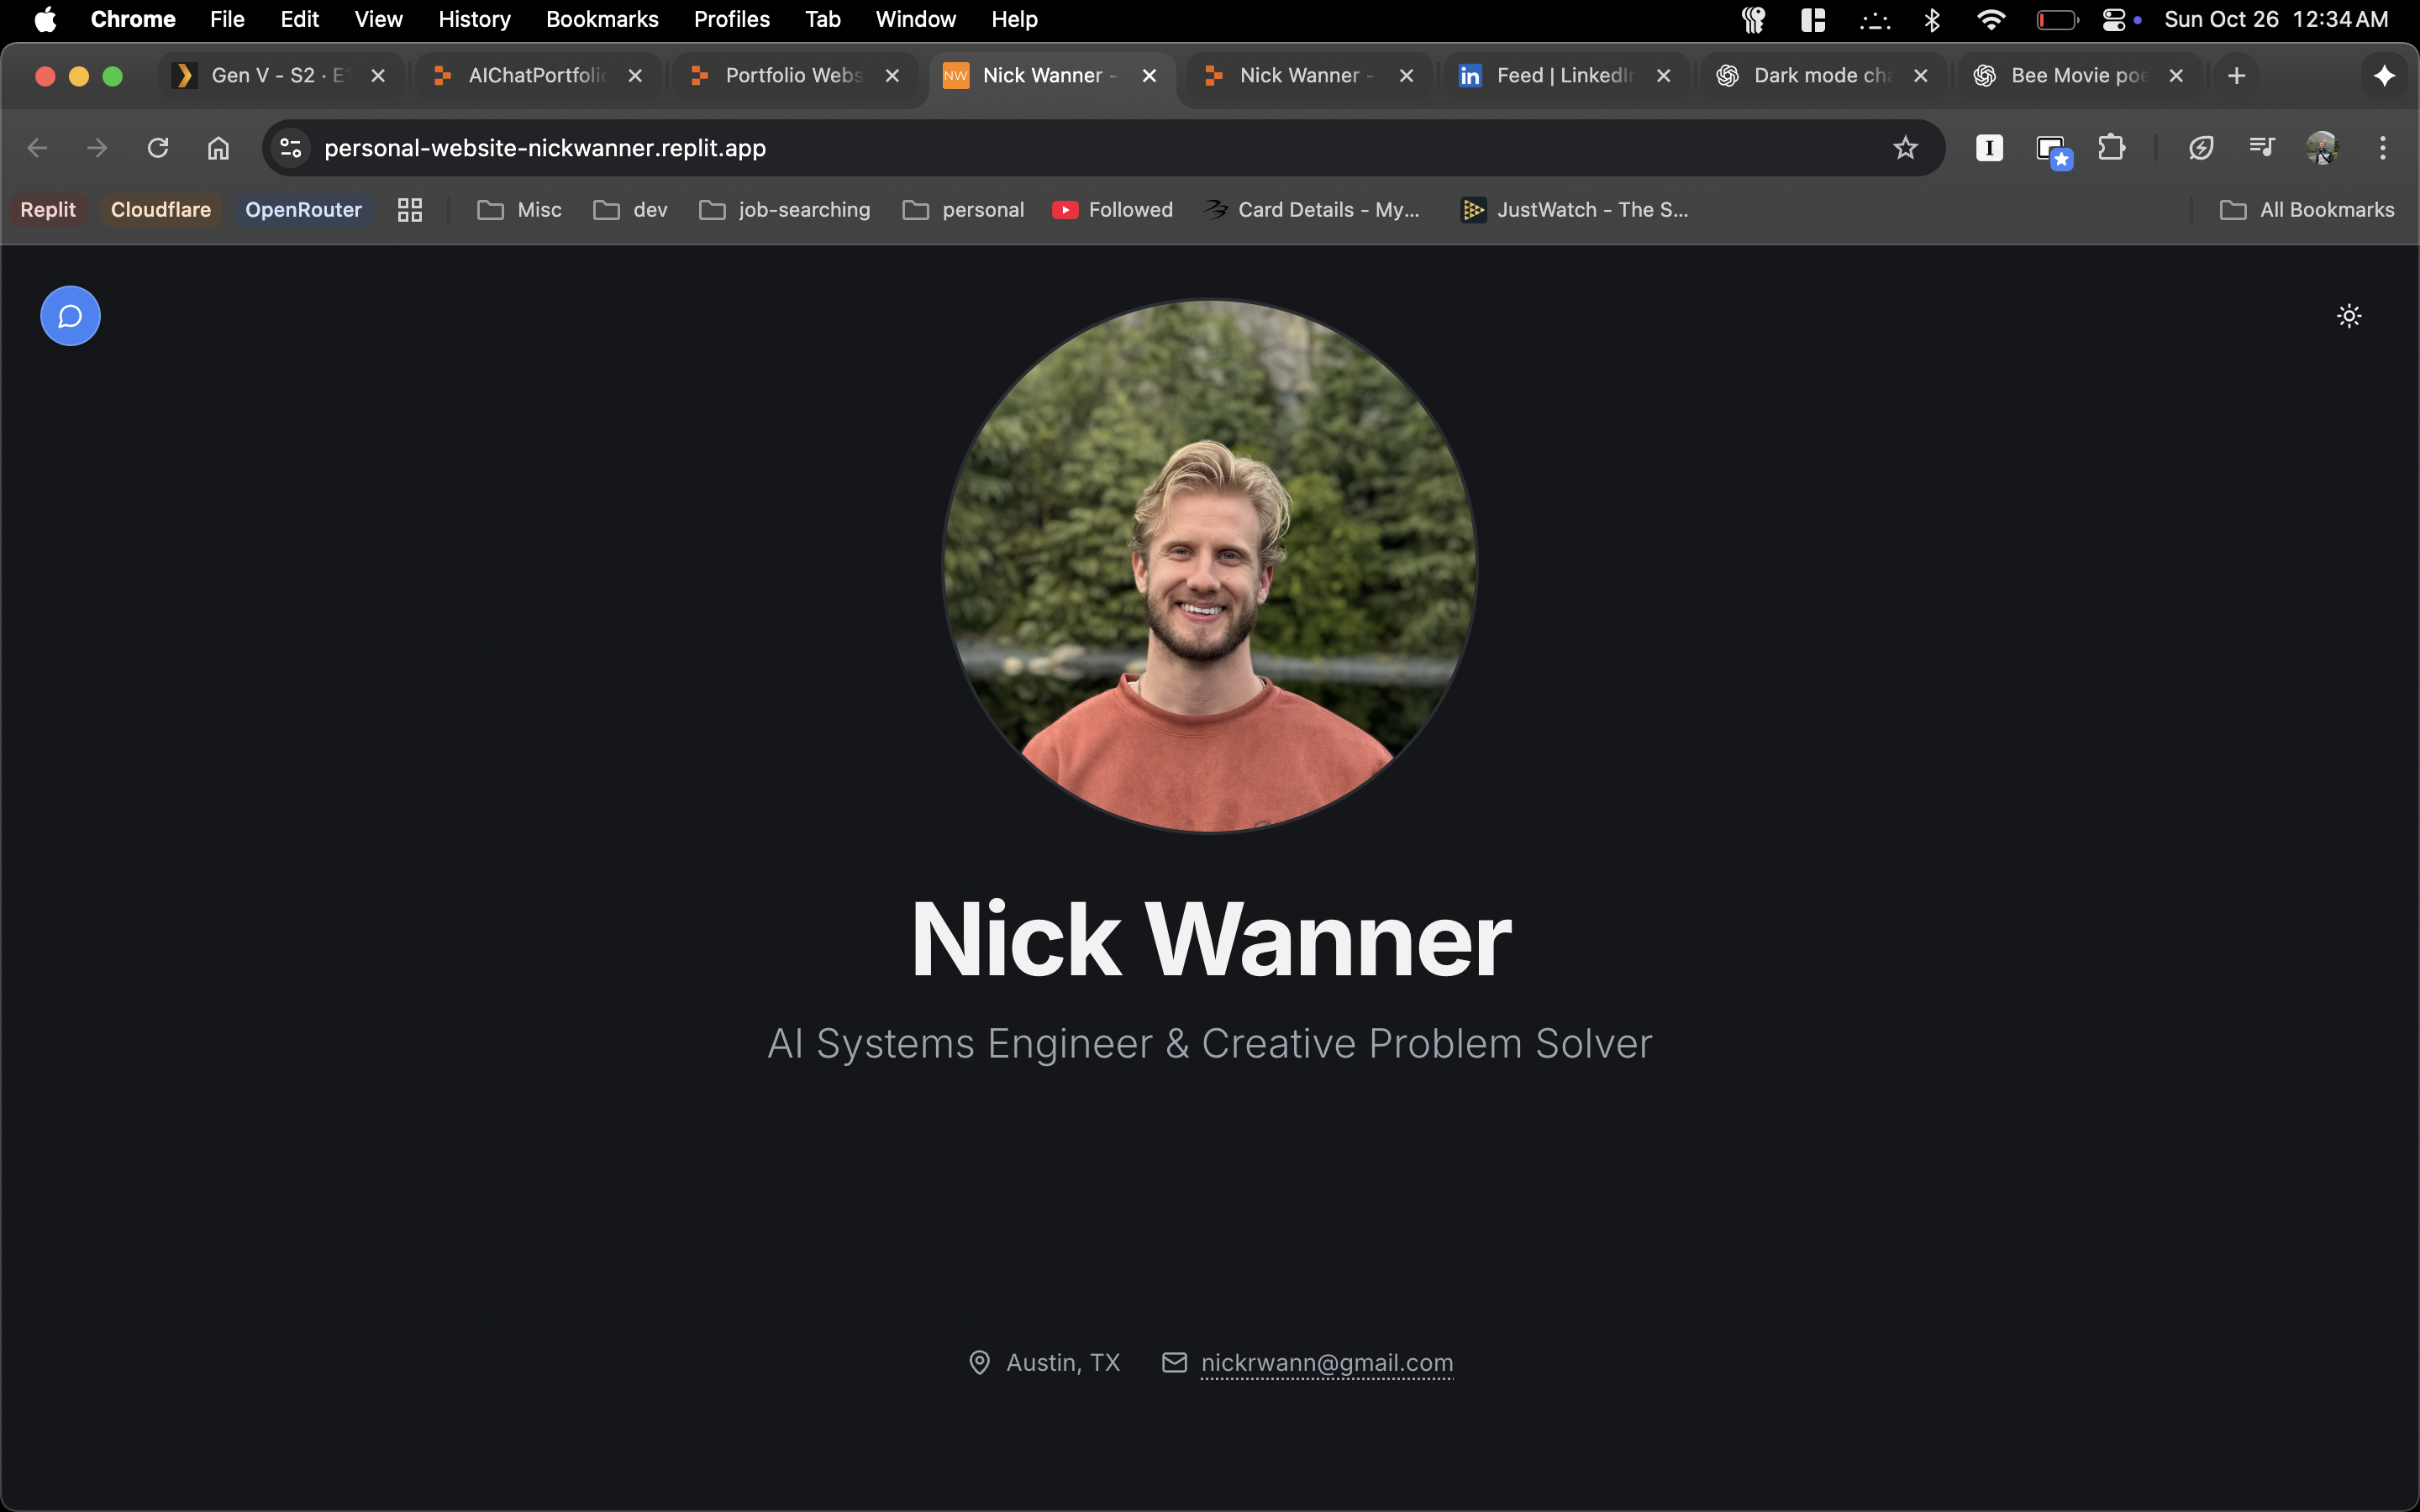 Chrome File Edit View History Bookmarks Profiles Tab Window Help Sun Oct 26 12:34 AM
Gen V - S2 · E AIChatPortfolio Portfolio Webs NW Nick Wanner - Nick Wanner - in Feed | LinkedIn Dark mode cha Bee Movie poe
personal-website-nickwanner.replit.app I
Replit Cloudflare OpenRouter Misc dev job-searching personal Followed Card Details - My... JustWatch - The S... All Bookmarks
Nick Wanner
AI Systems Engineer & Creative Problem Solver
Austin, TX nickrwann@gmail.com